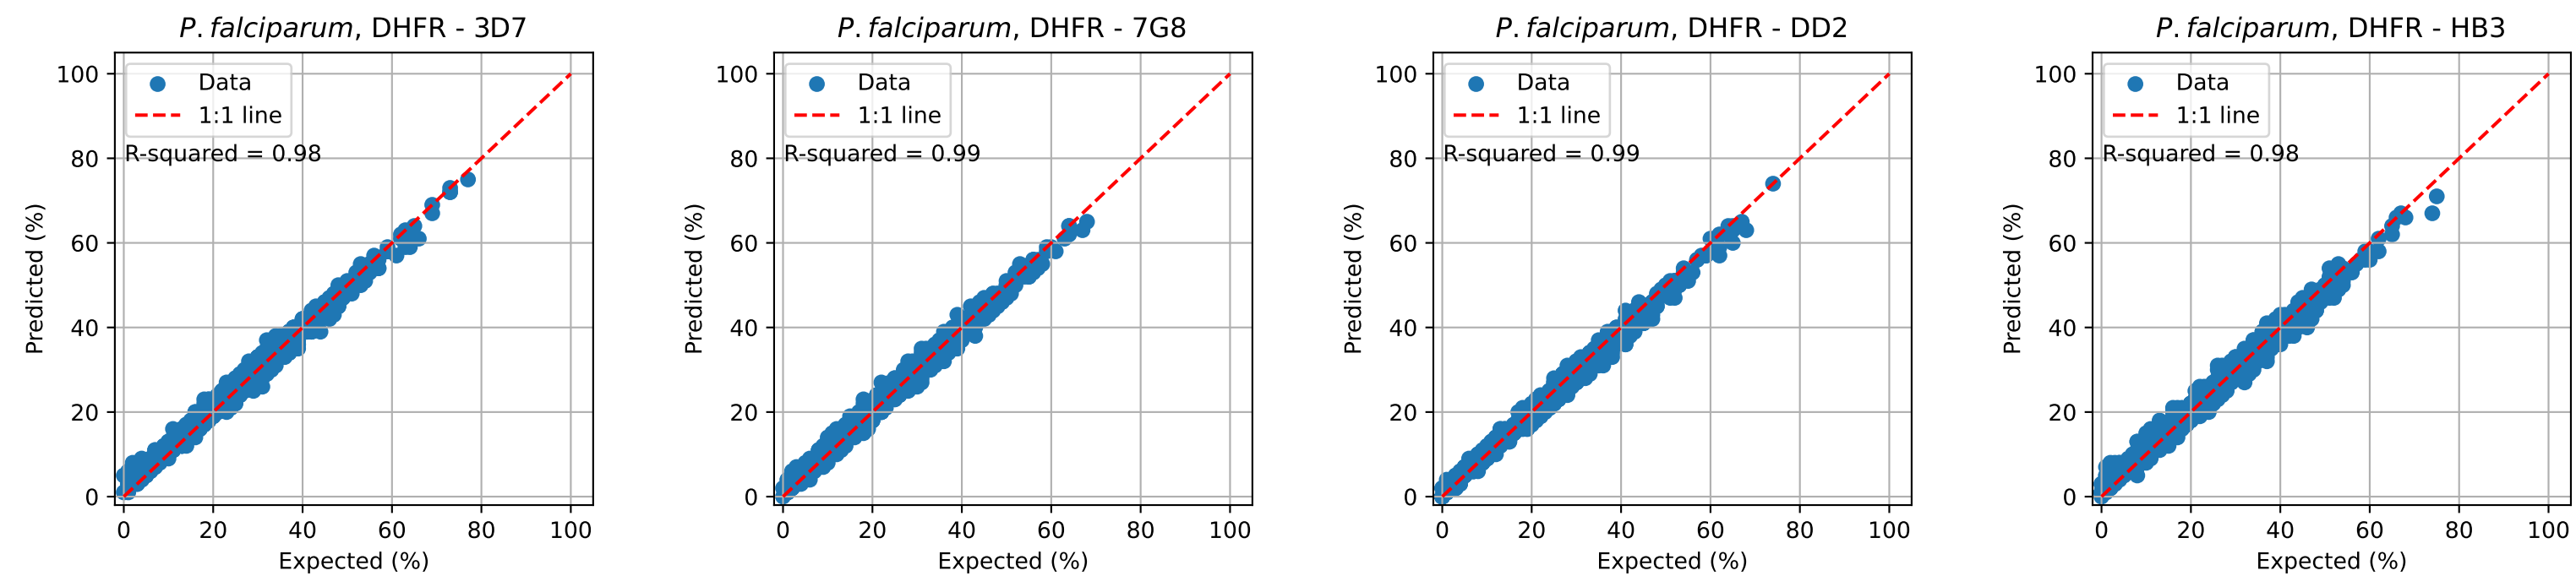 P. falciparum, DHFR - 3D7
100
80
60
40
20
0
Predicted (%)
Data
1:1 line
R-squared = 0.98
0 20 40 60 80 100
Expected (%)
P. falciparum, DHFR - 7G8
100
80
60
40
20
0
Predicted (%)
Data
1:1 line
R-squared = 0.99
0 20 40 60 80 100
Expected (%)
P. falciparum, DHFR - DD2
100
80
60
40
20
0
Predicted (%)
Data
1:1 line
R-squared = 0.99
0 20 40 60 80 100
Expected (%)
P. falciparum, DHFR - HB3
100
80
60
40
20
0
Predicted (%)
Data
1:1 line
R-squared = 0.98
0 20 40 60 80 100
Expected (%)